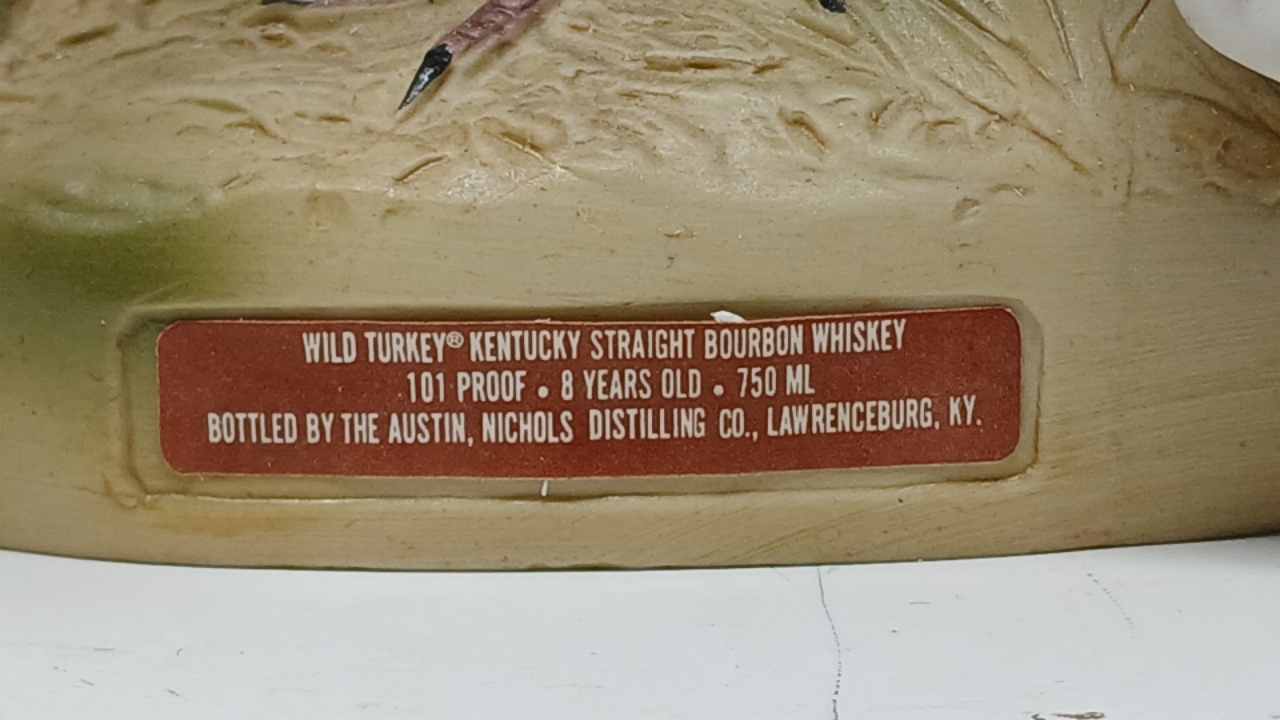 WILD TURKEY® KENTUCKY STRAIGHT BOURBON WHISKEY
101 PROOF • 8 YEARS OLD • 750 ML
BOTTLED BY THE AUSTIN, NICHOLS DISTILLING CO., LAWRENCEBURG, KY.